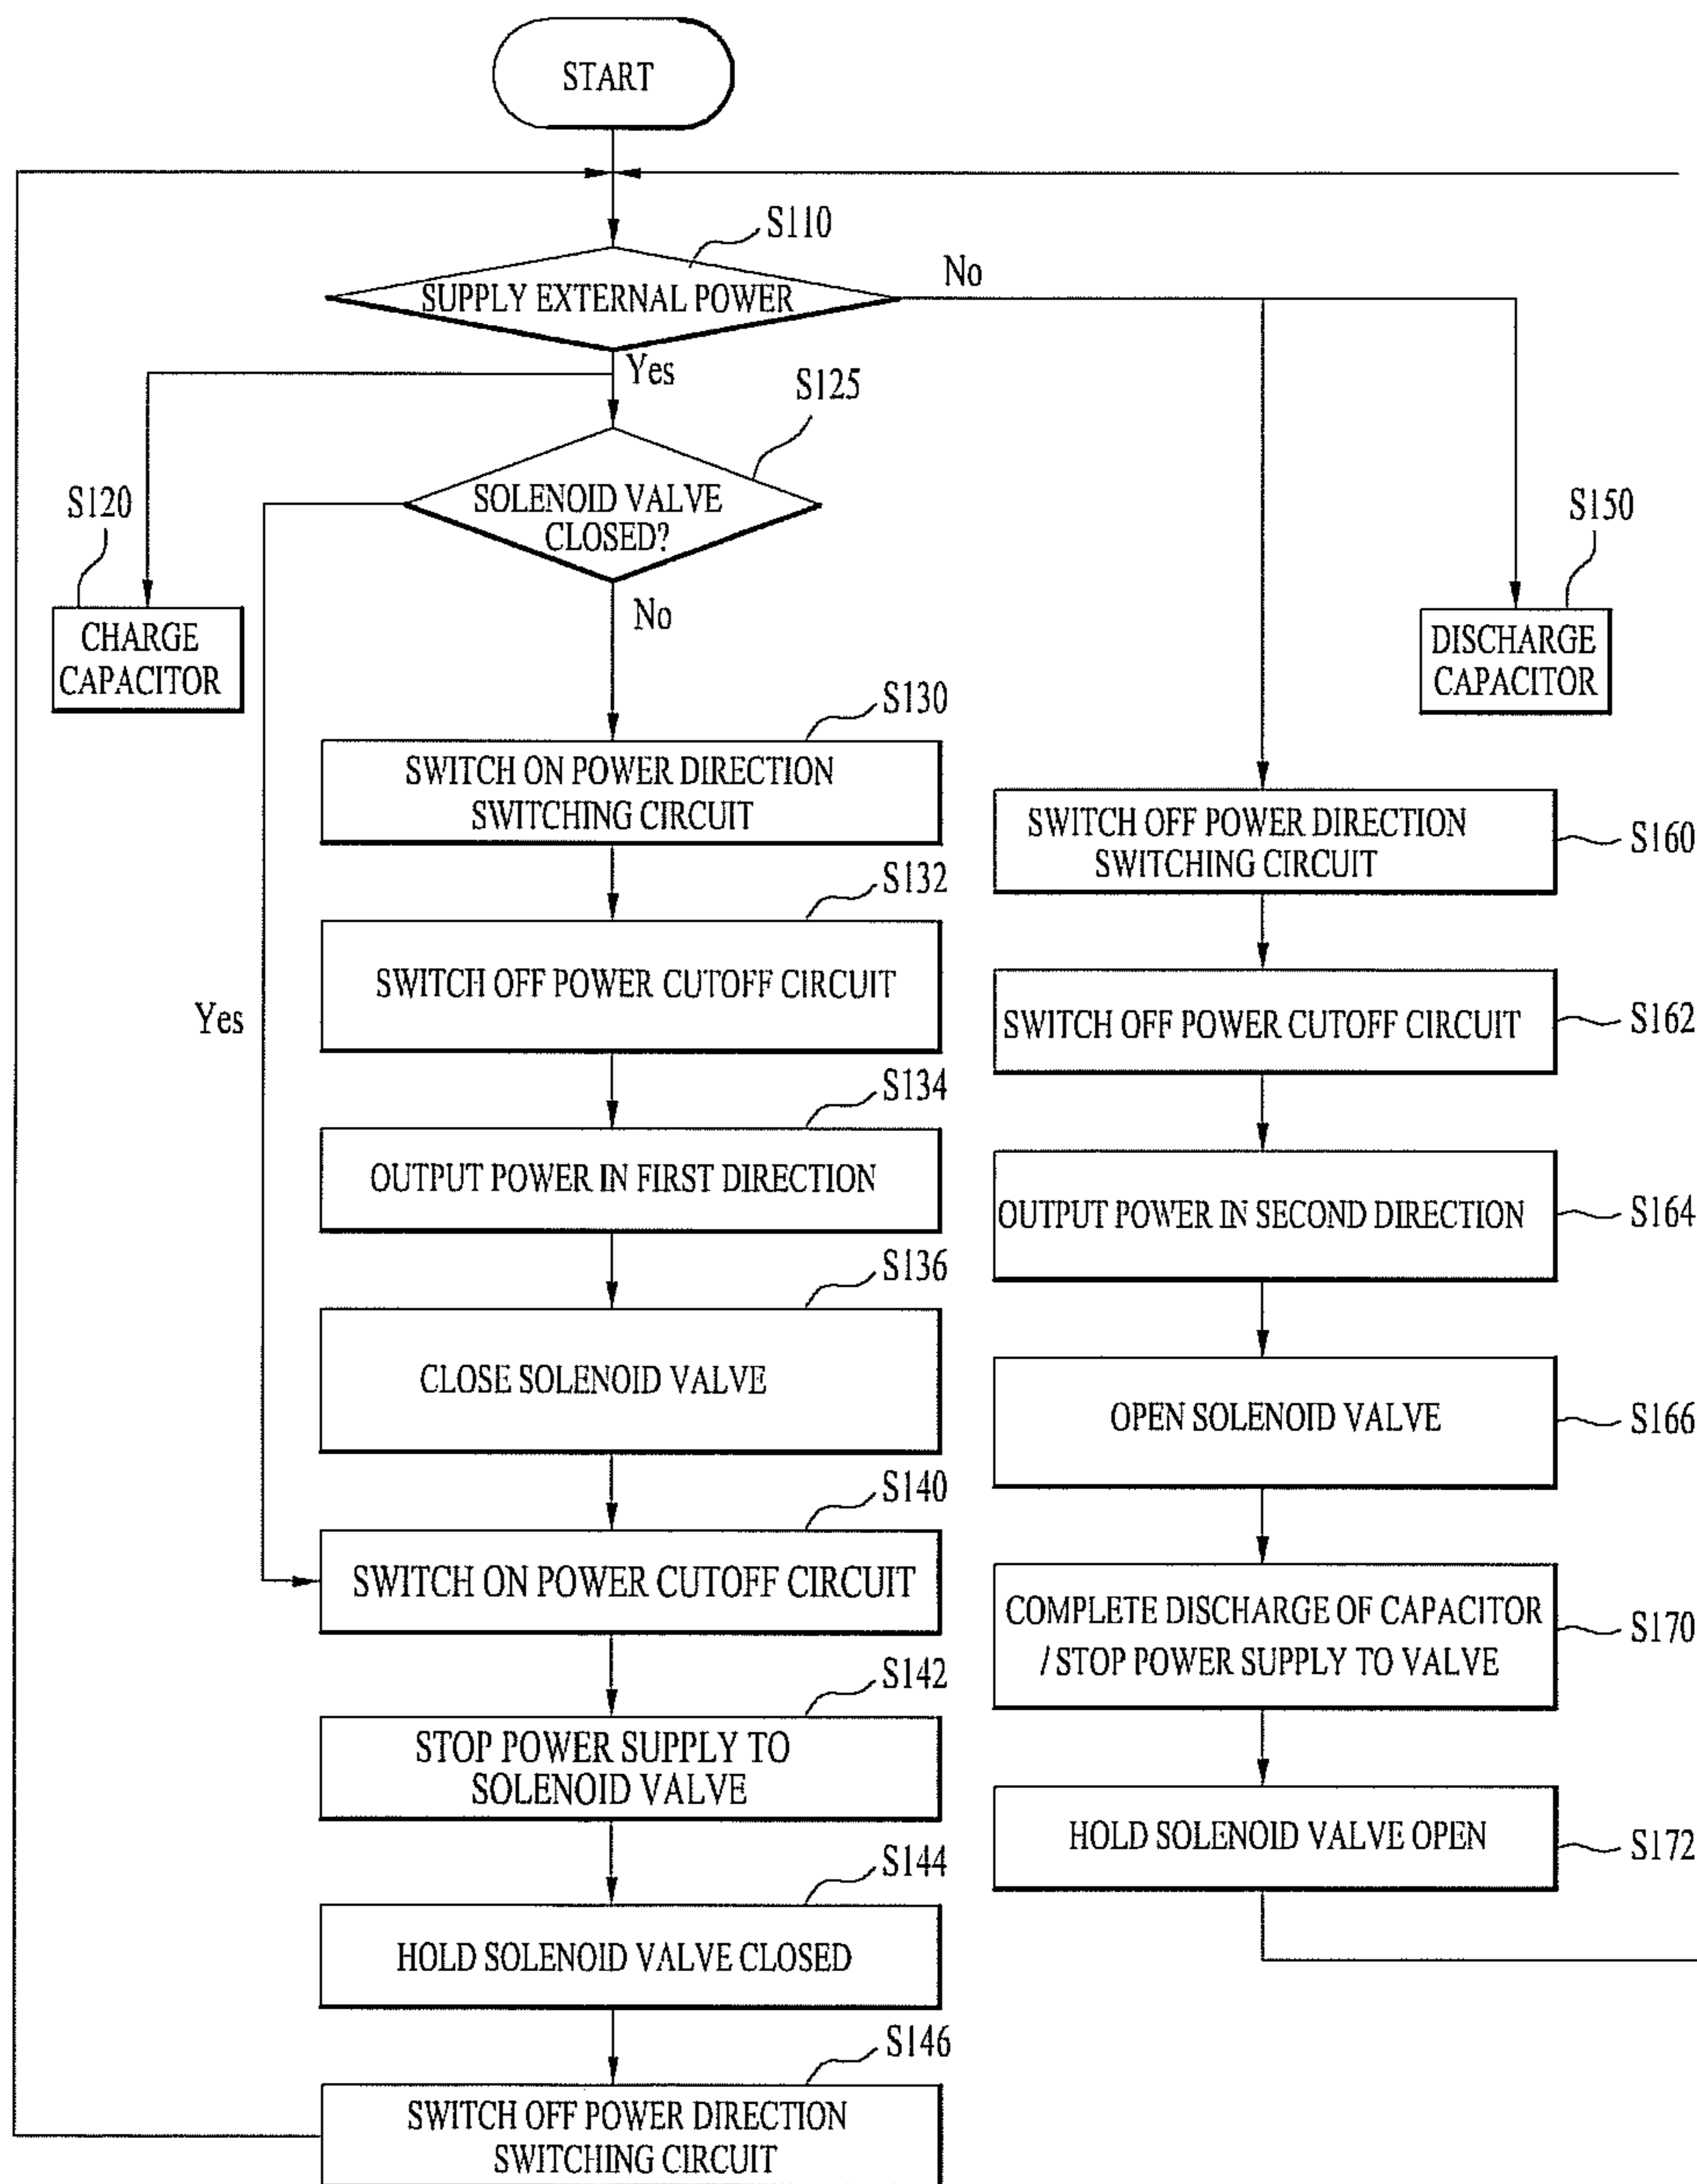 START
S110
SUPPLY EXTERNAL POWER
No
Yes
S125
SOLENOID VALVE
CLOSED?
S120
CHARGE
CAPACITOR
No
Yes
S150
DISCHARGE
CAPACITOR
S130
SWITCH ON POWER DIRECTION
SWITCHING CIRCUIT
S132
SWITCH OFF POWER CUTOFF CIRCUIT
S134
OUTPUT POWER IN FIRST DIRECTION
S136
CLOSE SOLENOID VALVE
S140
SWITCH ON POWER CUTOFF CIRCUIT
S142
STOP POWER SUPPLY TO
SOLENOID VALVE
S144
HOLD SOLENOID VALVE CLOSED
S146
SWITCH OFF POWER DIRECTION
SWITCHING CIRCUIT
SWITCH OFF POWER DIRECTION
SWITCHING CIRCUIT
S160
SWITCH OFF POWER CUTOFF CIRCUIT
S162
OUTPUT POWER IN SECOND DIRECTION
S164
OPEN SOLENOID VALVE
S166
COMPLETE DISCHARGE OF CAPACITOR
/ STOP POWER SUPPLY TO VALVE
S170
HOLD SOLENOID VALVE OPEN
S172